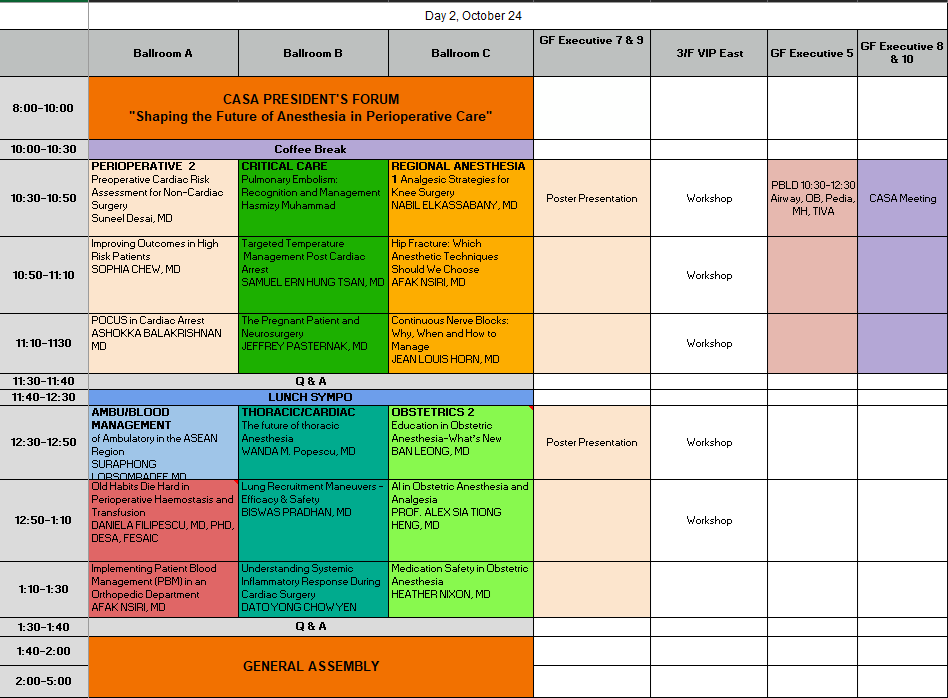 Day 2, October 24
Ballroom A
Ballroom B
Ballroom C
GF Executive 7 & 9
3/F VIP East
GF Executive 5
GF Executive 8
& 10
8:00-10:00
CASA PRESIDENT'S FORUM
"Shaping the Future of Anesthesia in Perioperative Care"
10:00-10:30
Coffee Break
10:30-10:50
PERIOPERATIVE 2
Preoperative Cardiac Risk
Assessment for Non-Cardiac
Surgery
Suneel Desai, MD
CRITICAL CARE
Pulmonary Embolism:
Recognition and Management
Hasmizy Muhammad
REGIONAL ANESTHESIA
1 Analgesic Strategies for
Knee Surgery
NABIL ELKASSABANY, MD
Poster Presentation
Workshop
PBLD 10:30-12:30
Airway, OB, Pedia,
MH, TIVA
CASA Meeting
10:50-11:10
Improving Outcomes in High
Risk Patients
SOPHIA CHEW, MD
Targeted Temperature
Management Post Cardiac
Arrest
SAMUEL ERN HUNG TSAN, MD
Hip Fracture: Which
Anesthetic Techniques
Should We Choose
AFAK NSIRI, MD
Workshop
11:10-1130
POCUS in Cardiac Arrest
ASHOKKA BALAKRISHNAN
MD
The Pregnant Patient and
Neurosurgery
JEFFREY PASTERNAK, MD
Continuous Nerve Blocks:
Why, When and How to
Manage
JEAN LOUIS HORN, MD
Workshop
11:30-11:40
Q & A
11:40-12:30
LUNCH SYMPO
12:30-12:50
AMBU/BLOOD
MANAGEMENT
of Ambulatory in the ASEAN
Region
SURAPHONG
LORSOMRADEE MD
THORACIC/CARDIAC
The future of thoracic
Anesthesia
WANDA M. Popescu, MD
OBSTETRICS 2
Education in Obstetric
Anesthesia-What's New
BAN LEONG, MD
Poster Presentation
Workshop
12:50-1:10
Old Habits Die Hard in
Perioperative Haemostasis and
Transfusion
DANIELA FILIPESCU, MD, PHD,
DESA, FESAIC
Lung Recruitment Maneuvers -
Efficacy & Safety
BISWAS PRADHAN, MD
AI in Obstetric Anesthesia and
Analgesia
PROF. ALEX SIA TIONG
HENG, MD
Workshop
1:10-1:30
Implementing Patient Blood
Management (PBM) in an
Orthopedic Department
AFAK NSIRI, MD
Understanding Systemic
Inflammatory Response During
Cardiac Surgery
DATO YONG CHOW YEN
Medication Safety in Obstetric
Anesthesia
HEATHER NIXON, MD
1:30-1:40
Q & A
1:40-2:00
GENERAL ASSEMBLY
2:00-5:00